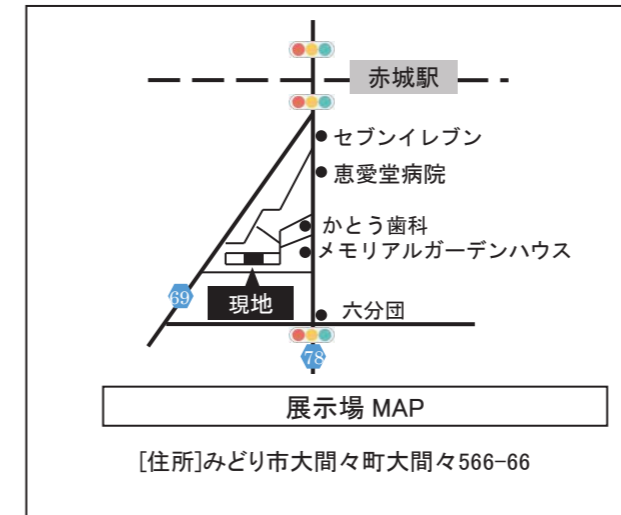 赤城駅
セブンイレブン
恵愛堂病院
かとう歯科
メモリアルガーデンハウス
69
現地
六分団
78
展示場 MAP
[住所]みどり市大間々町大間々566-66